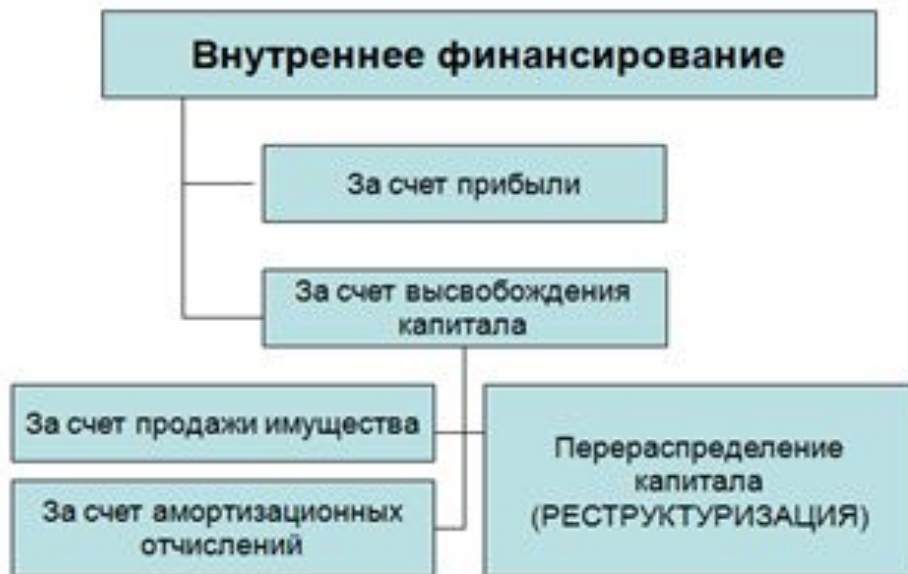 Внутреннее финансирование
За счет прибыли
За счет высвобождения
капитала
За счет продажи имущества
За счет амортизационных
отчислений
Перераспределение
капитала
(РЕСТРУКТУРИЗАЦИЯ)